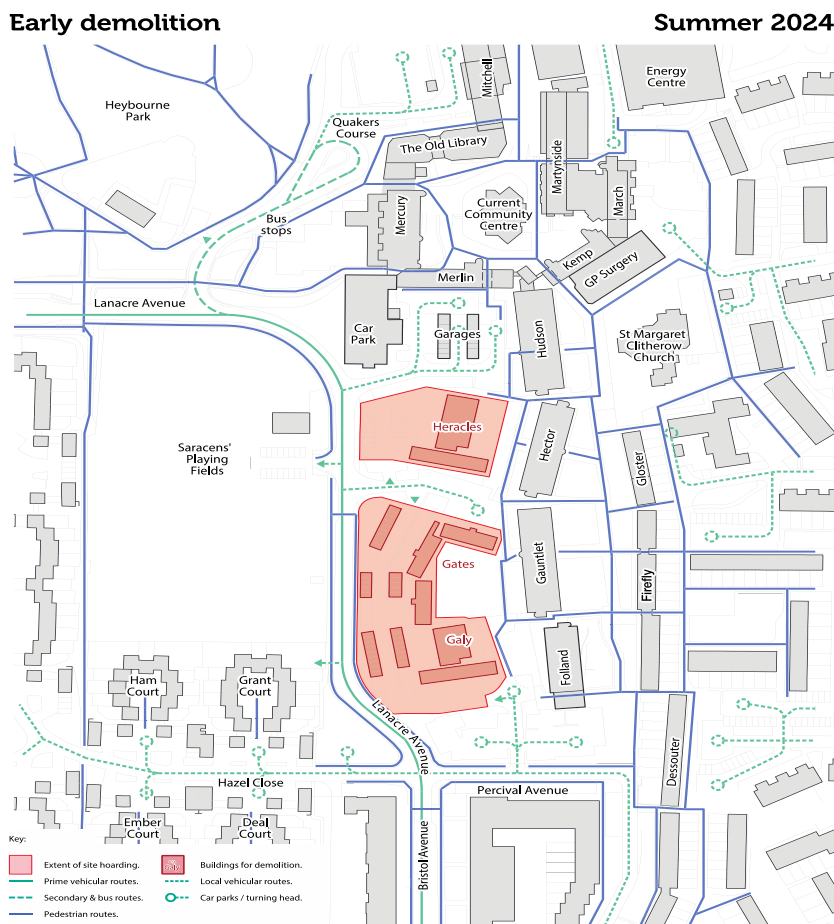 Early demolition
Summer 2024
Heybourne
Park
Quakers
Course
Mitchell
Energy
Centre
The Old Library
Martynside
March
Mercury
Current
Community
Centre
Bus
stops
Kemp
GP Surgery
Merlin
Lanacre Avenue
Car
Park
Garages
Hudson
St Margaret
Clitherow
Church
Heracles
Hector
Saracens'
Playing
Fields
Gloster
Gates
Gauntlet
Firefly
Galy
Folland
Ham
Court
Grant
Court
Lanacre Avenue
Dessouter
Hazel Close
Percival Avenue
Ember
Court
Deal
Court
Bristol Avenue
Key:
Extent of site hoarding.
Galy
Buildings for demolition.
Prime vehicular routes.
Local vehicular routes.
Secondary & bus routes.
Car parks / turning head.
Pedestrian routes.